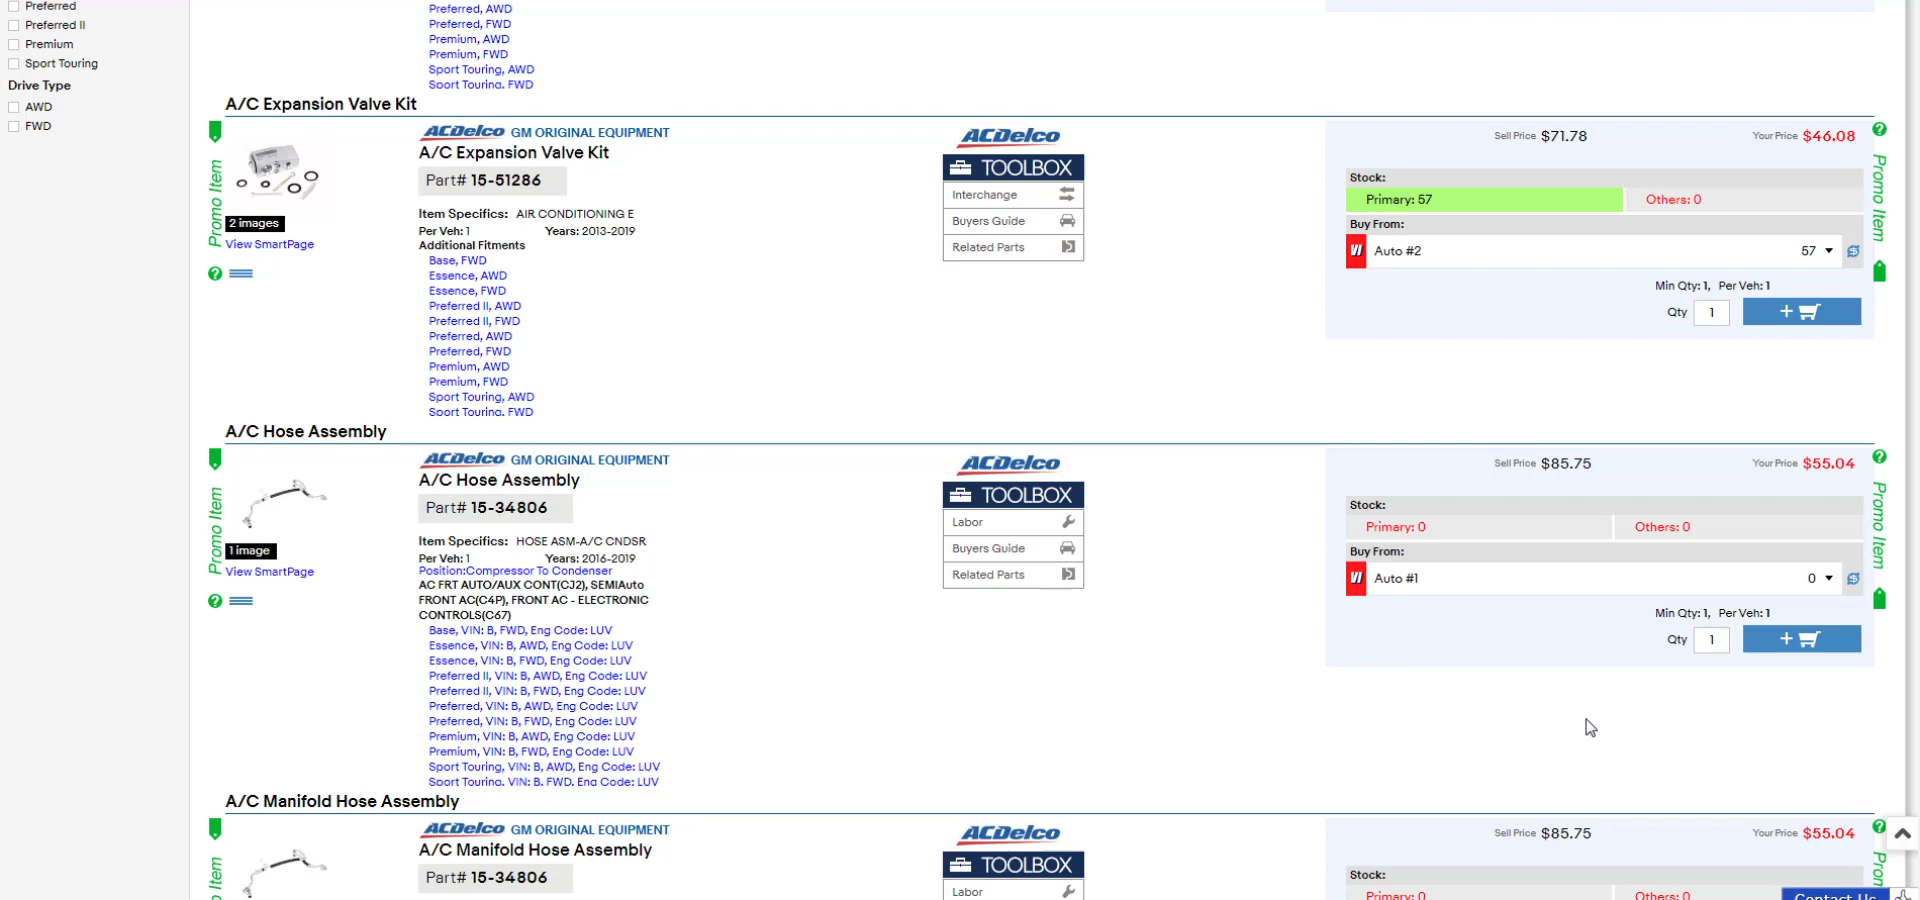 Preferred
Preferred II
Premium
Sport Touring
Drive Type
AWD
FWD
Preferred, AWD
Preferred, FWD
Premium, AWD
Premium, FWD
Sport Touring, AWD
Sport Touring, FWD
A/C Expansion Valve Kit
Promo Item
2 images
View SmartPage
ACDelco GM ORIGINAL EQUIPMENT
A/C Expansion Valve Kit
Part# 15-51286
Item Specifics: AIR CONDITIONING E
Per Veh: 1 Years: 2013-2019
Additional Fitments
Base, FWD
Essence, AWD
Essence, FWD
Preferred II, AWD
Preferred II, FWD
Preferred, AWD
Preferred, FWD
Premium, AWD
Premium, FWD
Sport Touring, AWD
Sport Touring, FWD
ACDelco
TOOLBOX
Interchange
Buyers Guide
Related Parts
Sell Price $71.78 Your Price $46.08
Stock:
Primary: 57 Others: 0
Buy From:
Auto #2 57
Min Qty: 1, Per Veh: 1
Qty 1 +
Promo Item
A/C Hose Assembly
Promo Item
1 image
View SmartPage
ACDelco GM ORIGINAL EQUIPMENT
A/C Hose Assembly
Part# 15-34806
Item Specifics: HOSE ASM-A/C CNDSR
Per Veh: 1 Years: 2016-2019
Position:Compressor To Condenser
AC FRT AUTO/AUX CONT(CJ2), SEMIAuto
FRONT AC(C4P), FRONT AC - ELECTRONIC
CONTROLS(C67)
Base, VIN: B, FWD, Eng Code: LUV
Essence, VIN: B, AWD, Eng Code: LUV
Essence, VIN: B, FWD, Eng Code: LUV
Preferred II, VIN: B, AWD, Eng Code: LUV
Preferred II, VIN: B, FWD, Eng Code: LUV
Preferred, VIN: B, AWD, Eng Code: LUV
Preferred, VIN: B, FWD, Eng Code: LUV
Premium, VIN: B, AWD, Eng Code: LUV
Premium, VIN: B, FWD, Eng Code: LUV
Sport Touring, VIN: B, AWD, Eng Code: LUV
Sport Touring, VIN: B, FWD, Eng Code: LUV
ACDelco
TOOLBOX
Labor
Buyers Guide
Related Parts
Sell Price $85.75 Your Price $55.04
Stock:
Primary: 0 Others: 0
Buy From:
Auto #1 0
Min Qty: 1, Per Veh: 1
Qty 1 +
Promo Item
A/C Manifold Hose Assembly
Item
ACDelco GM ORIGINAL EQUIPMENT
A/C Manifold Hose Assembly
Part# 15-34806
ACDelco
TOOLBOX
Labor
Sell Price $85.75 Your Price $55.04
Stock:
Primary: 0 Others: 0
Contact Us